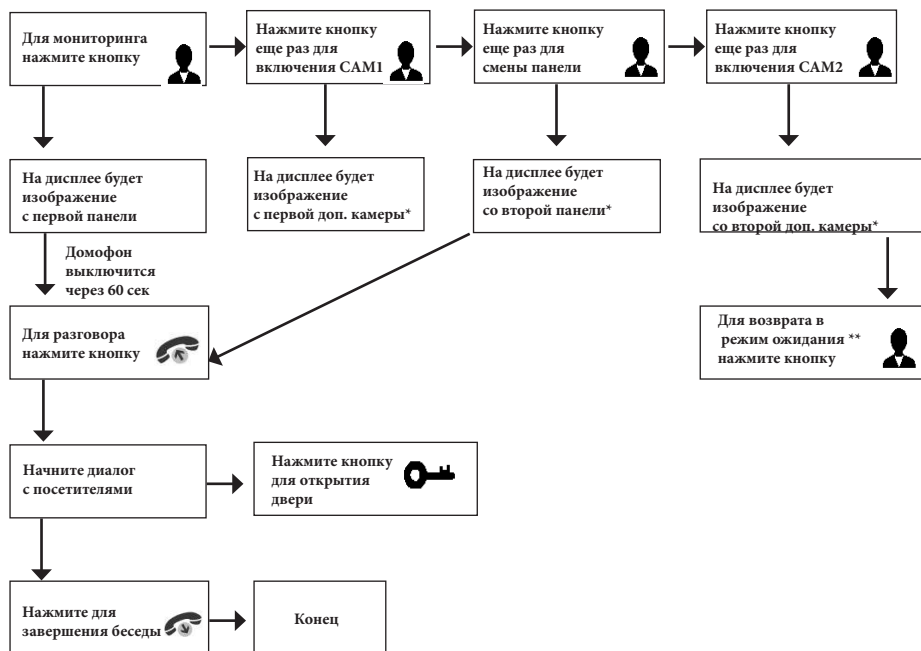 Для мониторинга
нажмите кнопку
Нажмите кнопку
еще раз для
включения CAM1
Нажмите кнопку
еще раз для
смены панели
Нажмите кнопку
еще раз для
включения CAM2
На дисплее будет
изображение
с первой панели
На дисплее будет
изображение
с первой доп. камеры*
На дисплее будет
изображение
со второй панели*
На дисплее будет
изображение
со второй доп. камеры*
Домофон
выключится
через 60 сек
Для разговора
нажмите кнопку
Для возврата в
режим ожидания **
нажмите кнопку
Начните диалог
с посетителями
Нажмите кнопку
для открытия
двери
Нажмите для
завершения беседы
Конец